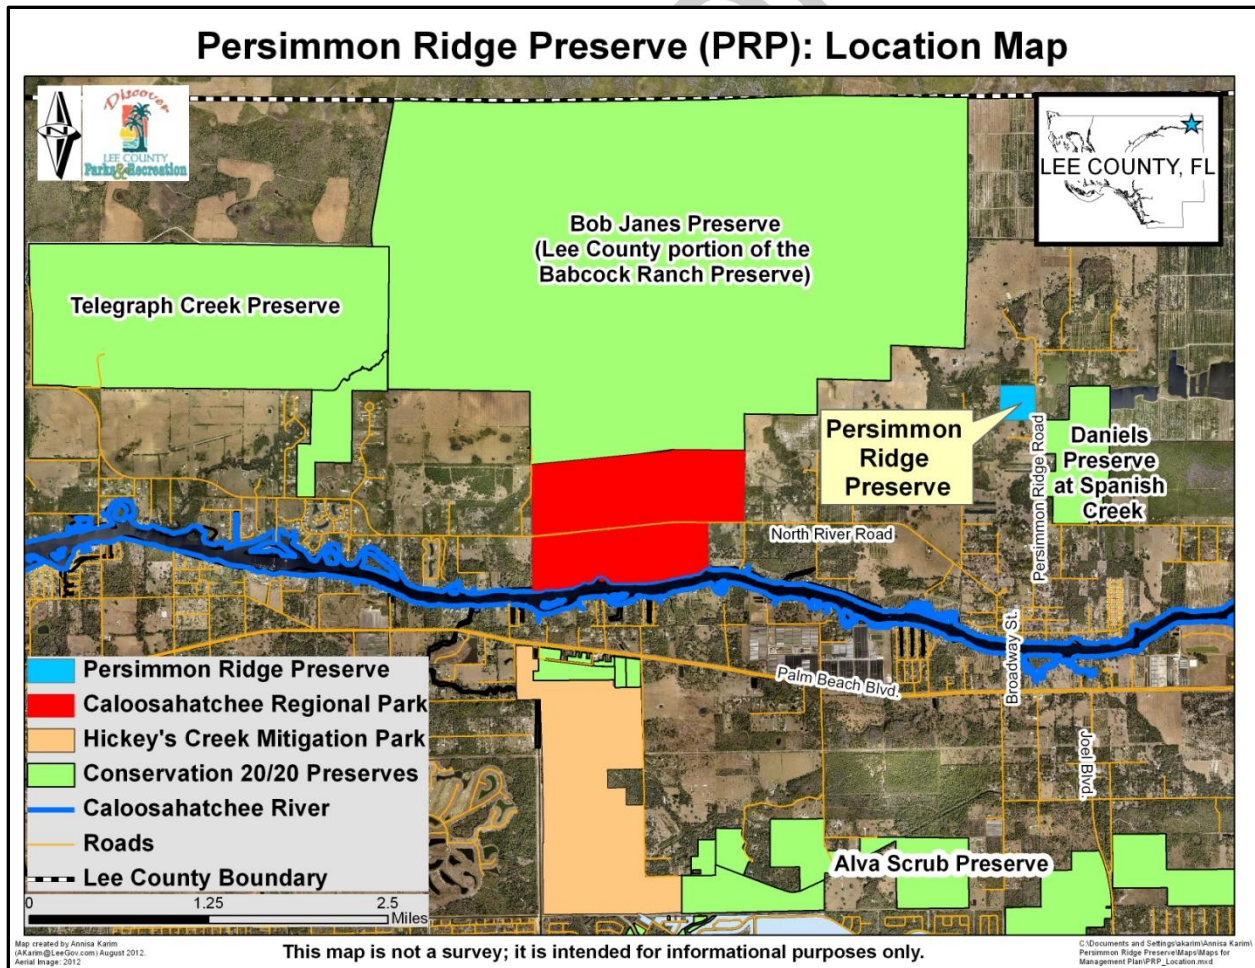 Persimmon Ridge Preserve (PRP): Location Map
N
Discover
LEE COUNTY
Parks & Recreation
LEE COUNTY, FL
Bob Janes Preserve
(Lee County portion of the
Babcock Ranch Preserve)
Telegraph Creek Preserve
Persimmon
Ridge
Preserve
Persimmon Ridge Road
Daniels
Preserve
at Spanish
Creek
North River Road
Broadway St.
Palm Beach Blvd.
Joel Blvd.
Alva Scrub Preserve
Persimmon Ridge Preserve
Caloosahatchee Regional Park
Hickey's Creek Mitigation Park
Conservation 20/20 Preserves
Caloosahatchee River
Roads
Lee County Boundary
0 1.25 2.5
Miles
Map created by Annisa Karim
(AKarim@LeeGov.com) August 2012.
Aerial Image: 2012
This map is not a survey; it is intended for informational purposes only.
C:\Documents and Settings\akarim\Annisa Karim\
Persimmon Ridge Preserve\Maps\Maps for
Management Plan\PRP_Location.mxd